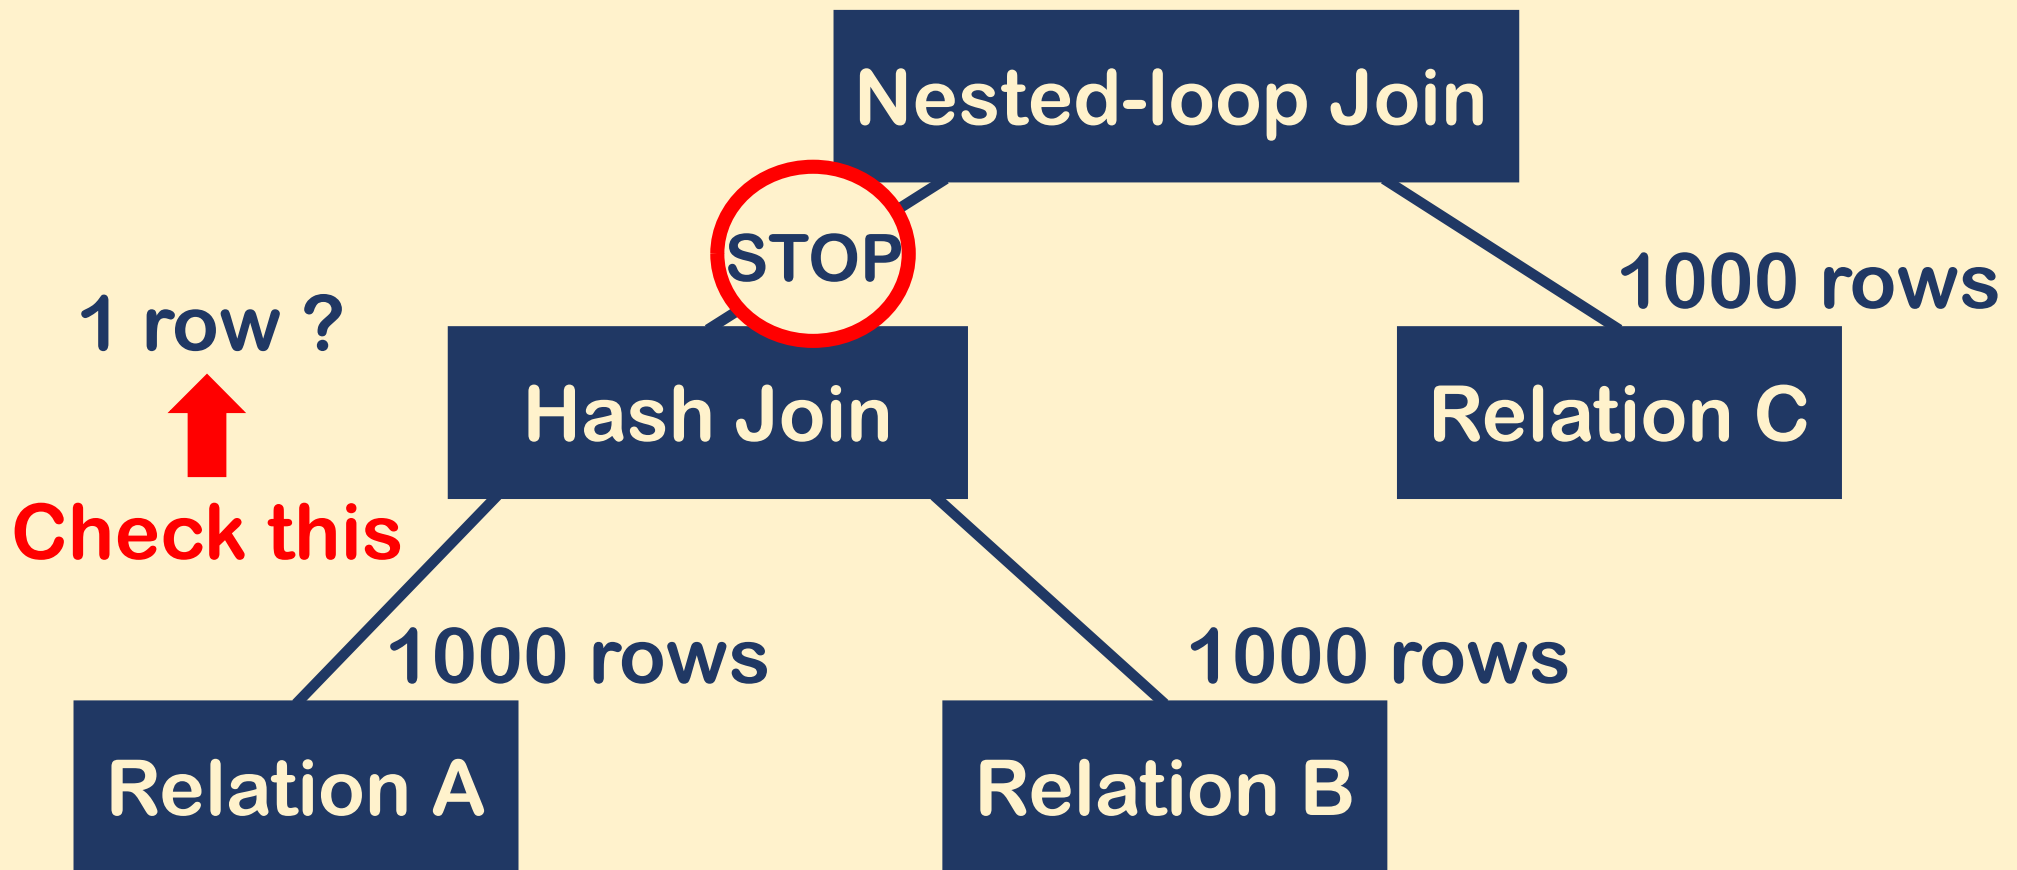 Nested-loop Join
STOP
1000 rows
1 row ?
Hash Join
Relation C
Check this
1000 rows
1000 rows
Relation A
Relation B